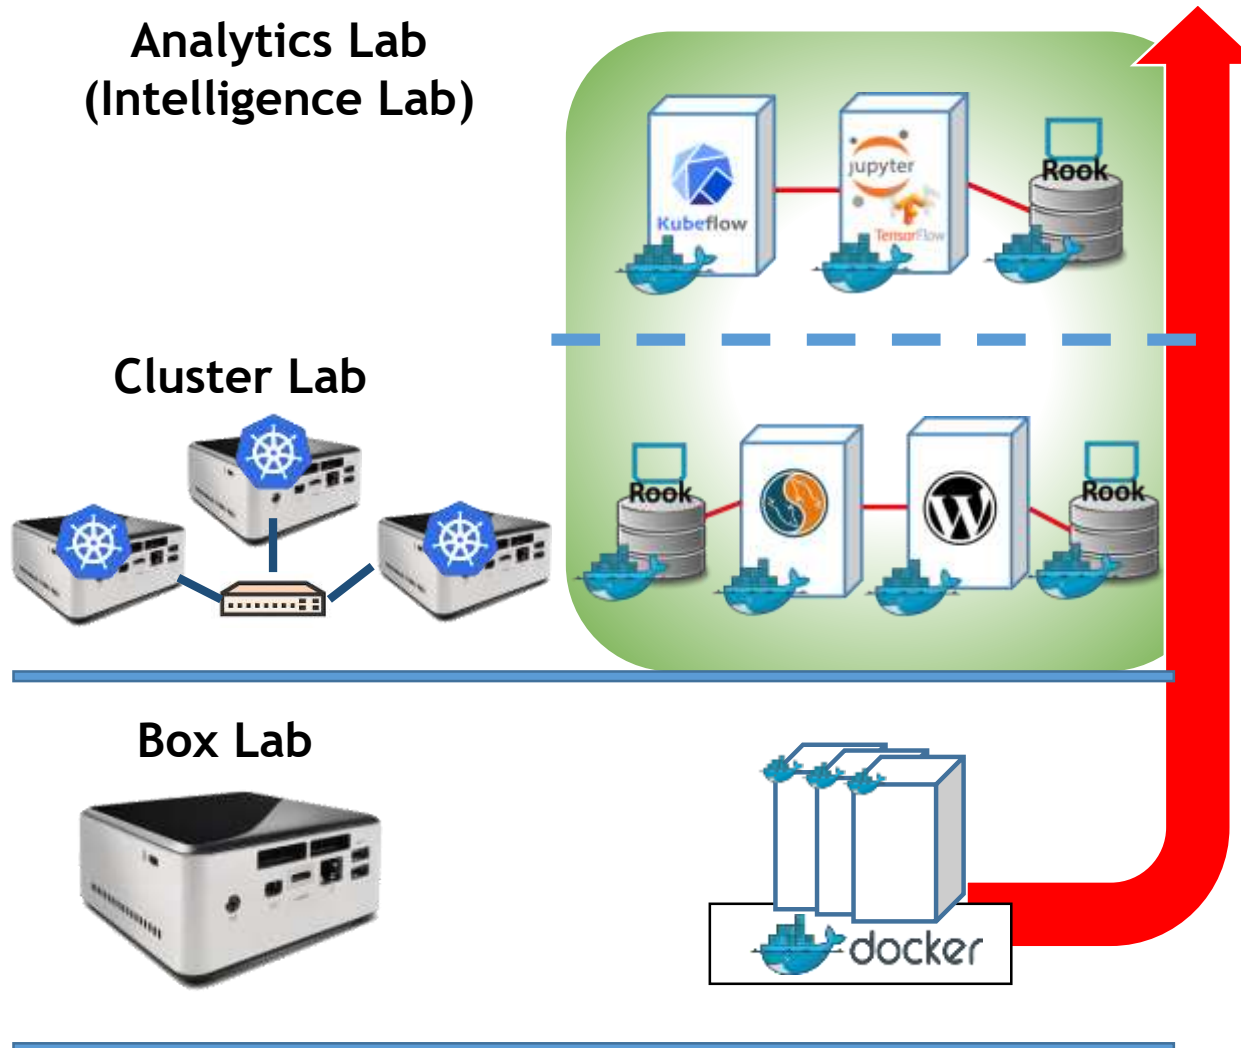 Analytics Lab
(Intelligence Lab)
Kubeflow
jupyter
TensorFlow
Rook
Cluster Lab
Rook
W
Rook
Box Lab
docker